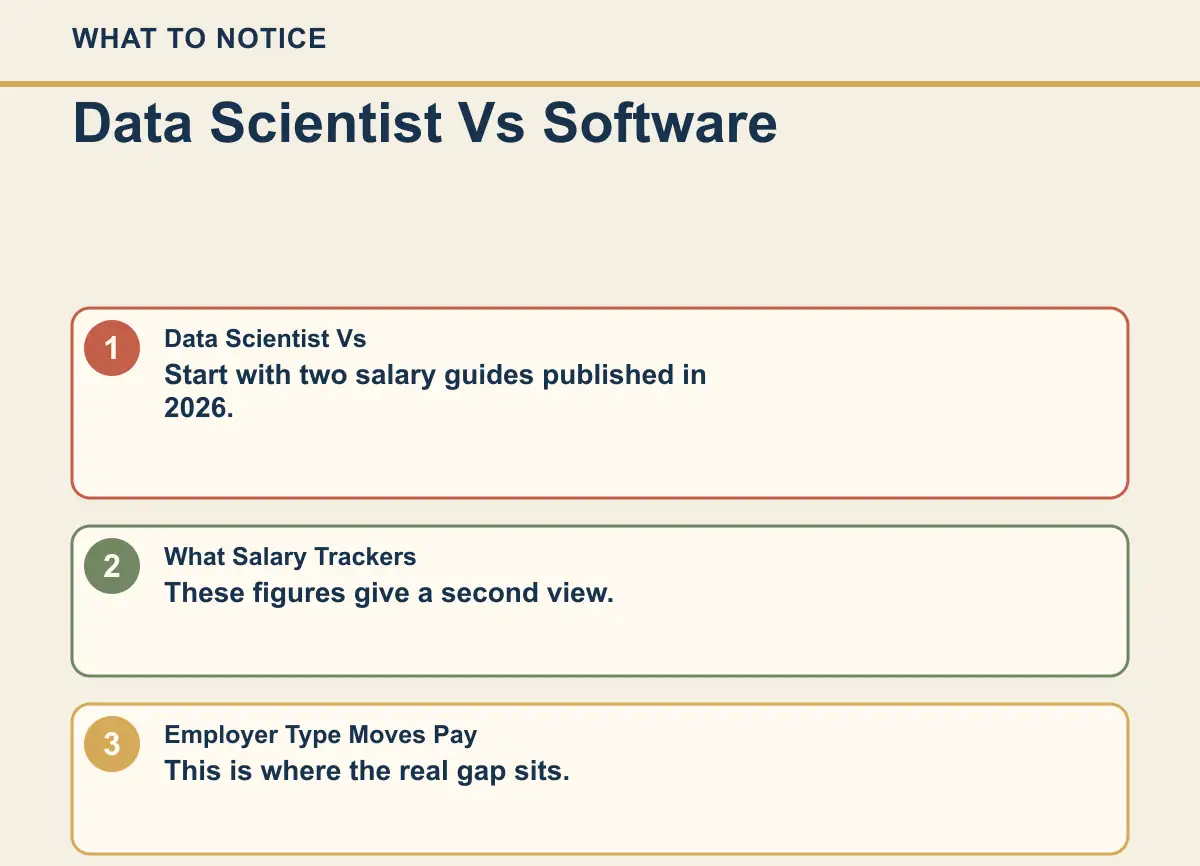 WHAT TO NOTICE
Data Scientist Vs Software
1
Data Scientist Vs
Start with two salary guides published in
2026.
2
What Salary Trackers
These figures give a second view.
3
Employer Type Moves Pay
This is where the real gap sits.